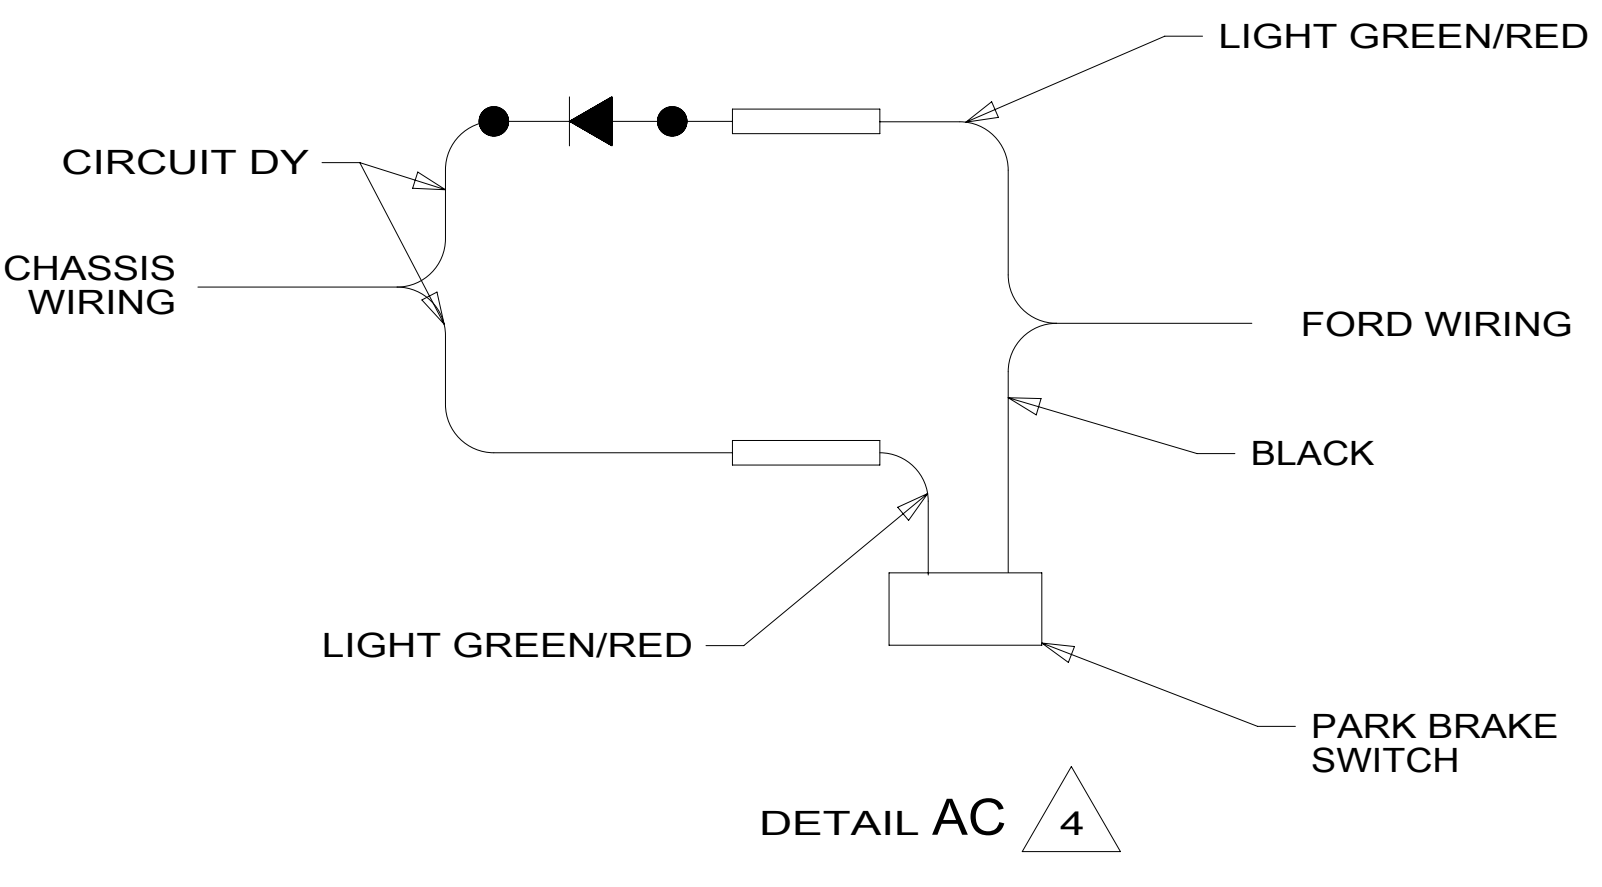 LIGHT GREEN/RED
CIRCUIT DY
CHASSIS
WIRING
FORD WIRING
BLACK
LIGHT GREEN/RED
PARK BRAKE
SWITCH
DETAIL AC 4